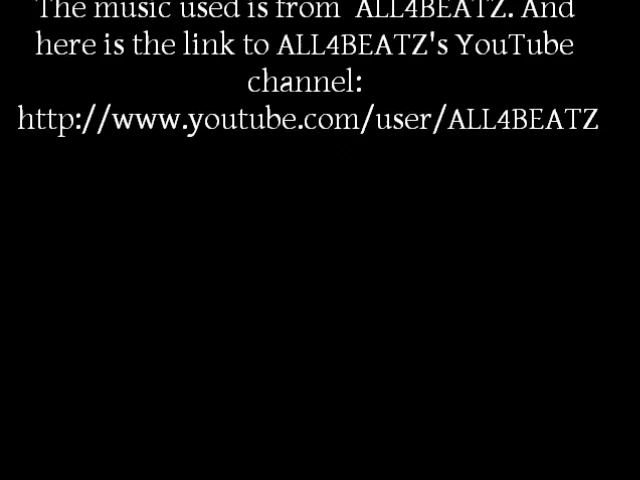 The music used is from  ALL4BEATZ. And
here is the link to ALL4BEATZ's YouTube
channel:
http://www.youtube.com/user/ALL4BEATZ